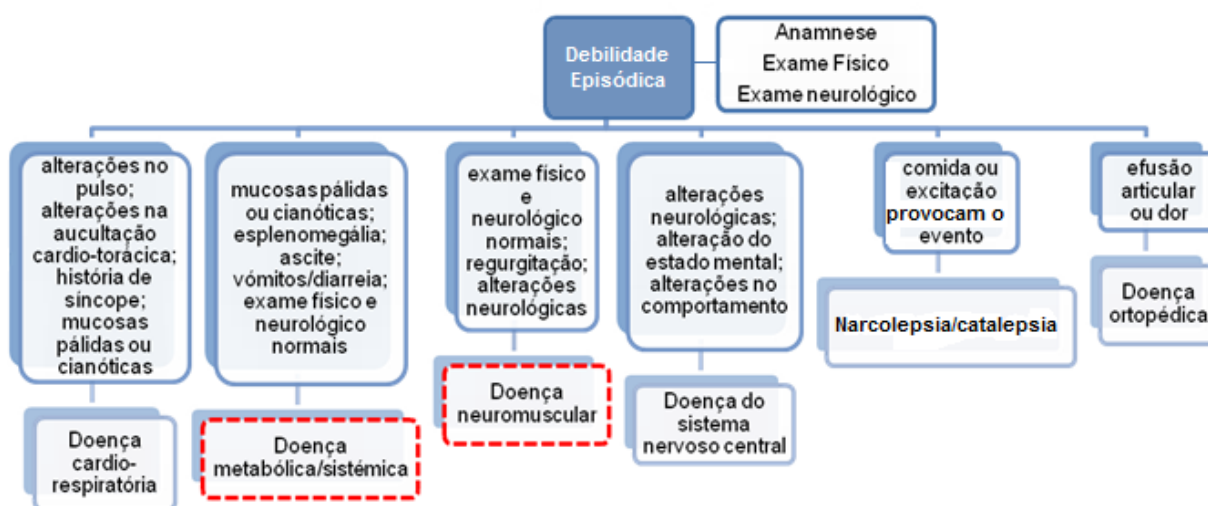 Debilidade
Episódica
Anamnese
Exame Físico
Exame neurológico
alterações no
pulso;
alterações na
aucultação
cardio-torácica;
história de
síncope;
mucosas
pálidas ou
cianóticas
Doença
cardio-
respiratória
mucosas pálidas
ou cianóticas;
esplenomegália;
ascite;
vómitos/diarreia;
exame físico e
neurológico
normais
Doença
metabólica/sistémica
exame físico
e
neurológico
normais;
regurgitação;
alterações
neurológicas
Doença
neuromuscular
alterações
neurológicas;
alteração do
estado mental;
alterações no
comportamento
Doença do
sistema
nervoso central
comida ou
excitação
provocam o
evento
Narcolepsia/catalepsia
efusão
articular
ou dor
Doença
ortopédica